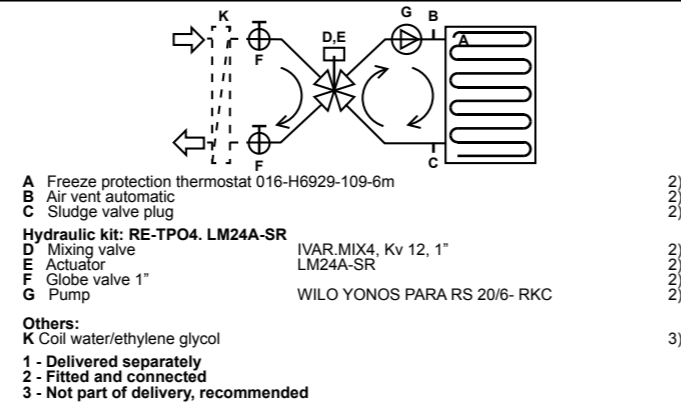 K
G B
D,E
A
F
F
C
A Freeze protection thermostat 016-H6929-109-6m 2)
B Air vent automatic 2)
C Sludge valve plug 2)
Hydraulic kit: RE-TPO4. LM24A-SR
D Mixing valve IVAR.MIX4, Kv 12, 1” 2)
E Actuator LM24A-SR 2)
F Globe valve 1” 2)
G Pump WILO YONOS PARA RS 20/6- RKC 2)
Others:
K Coil water/ethylene glycol 3)
1 - Delivered separately
2 - Fitted and connected
3 - Not part of delivery, recommended